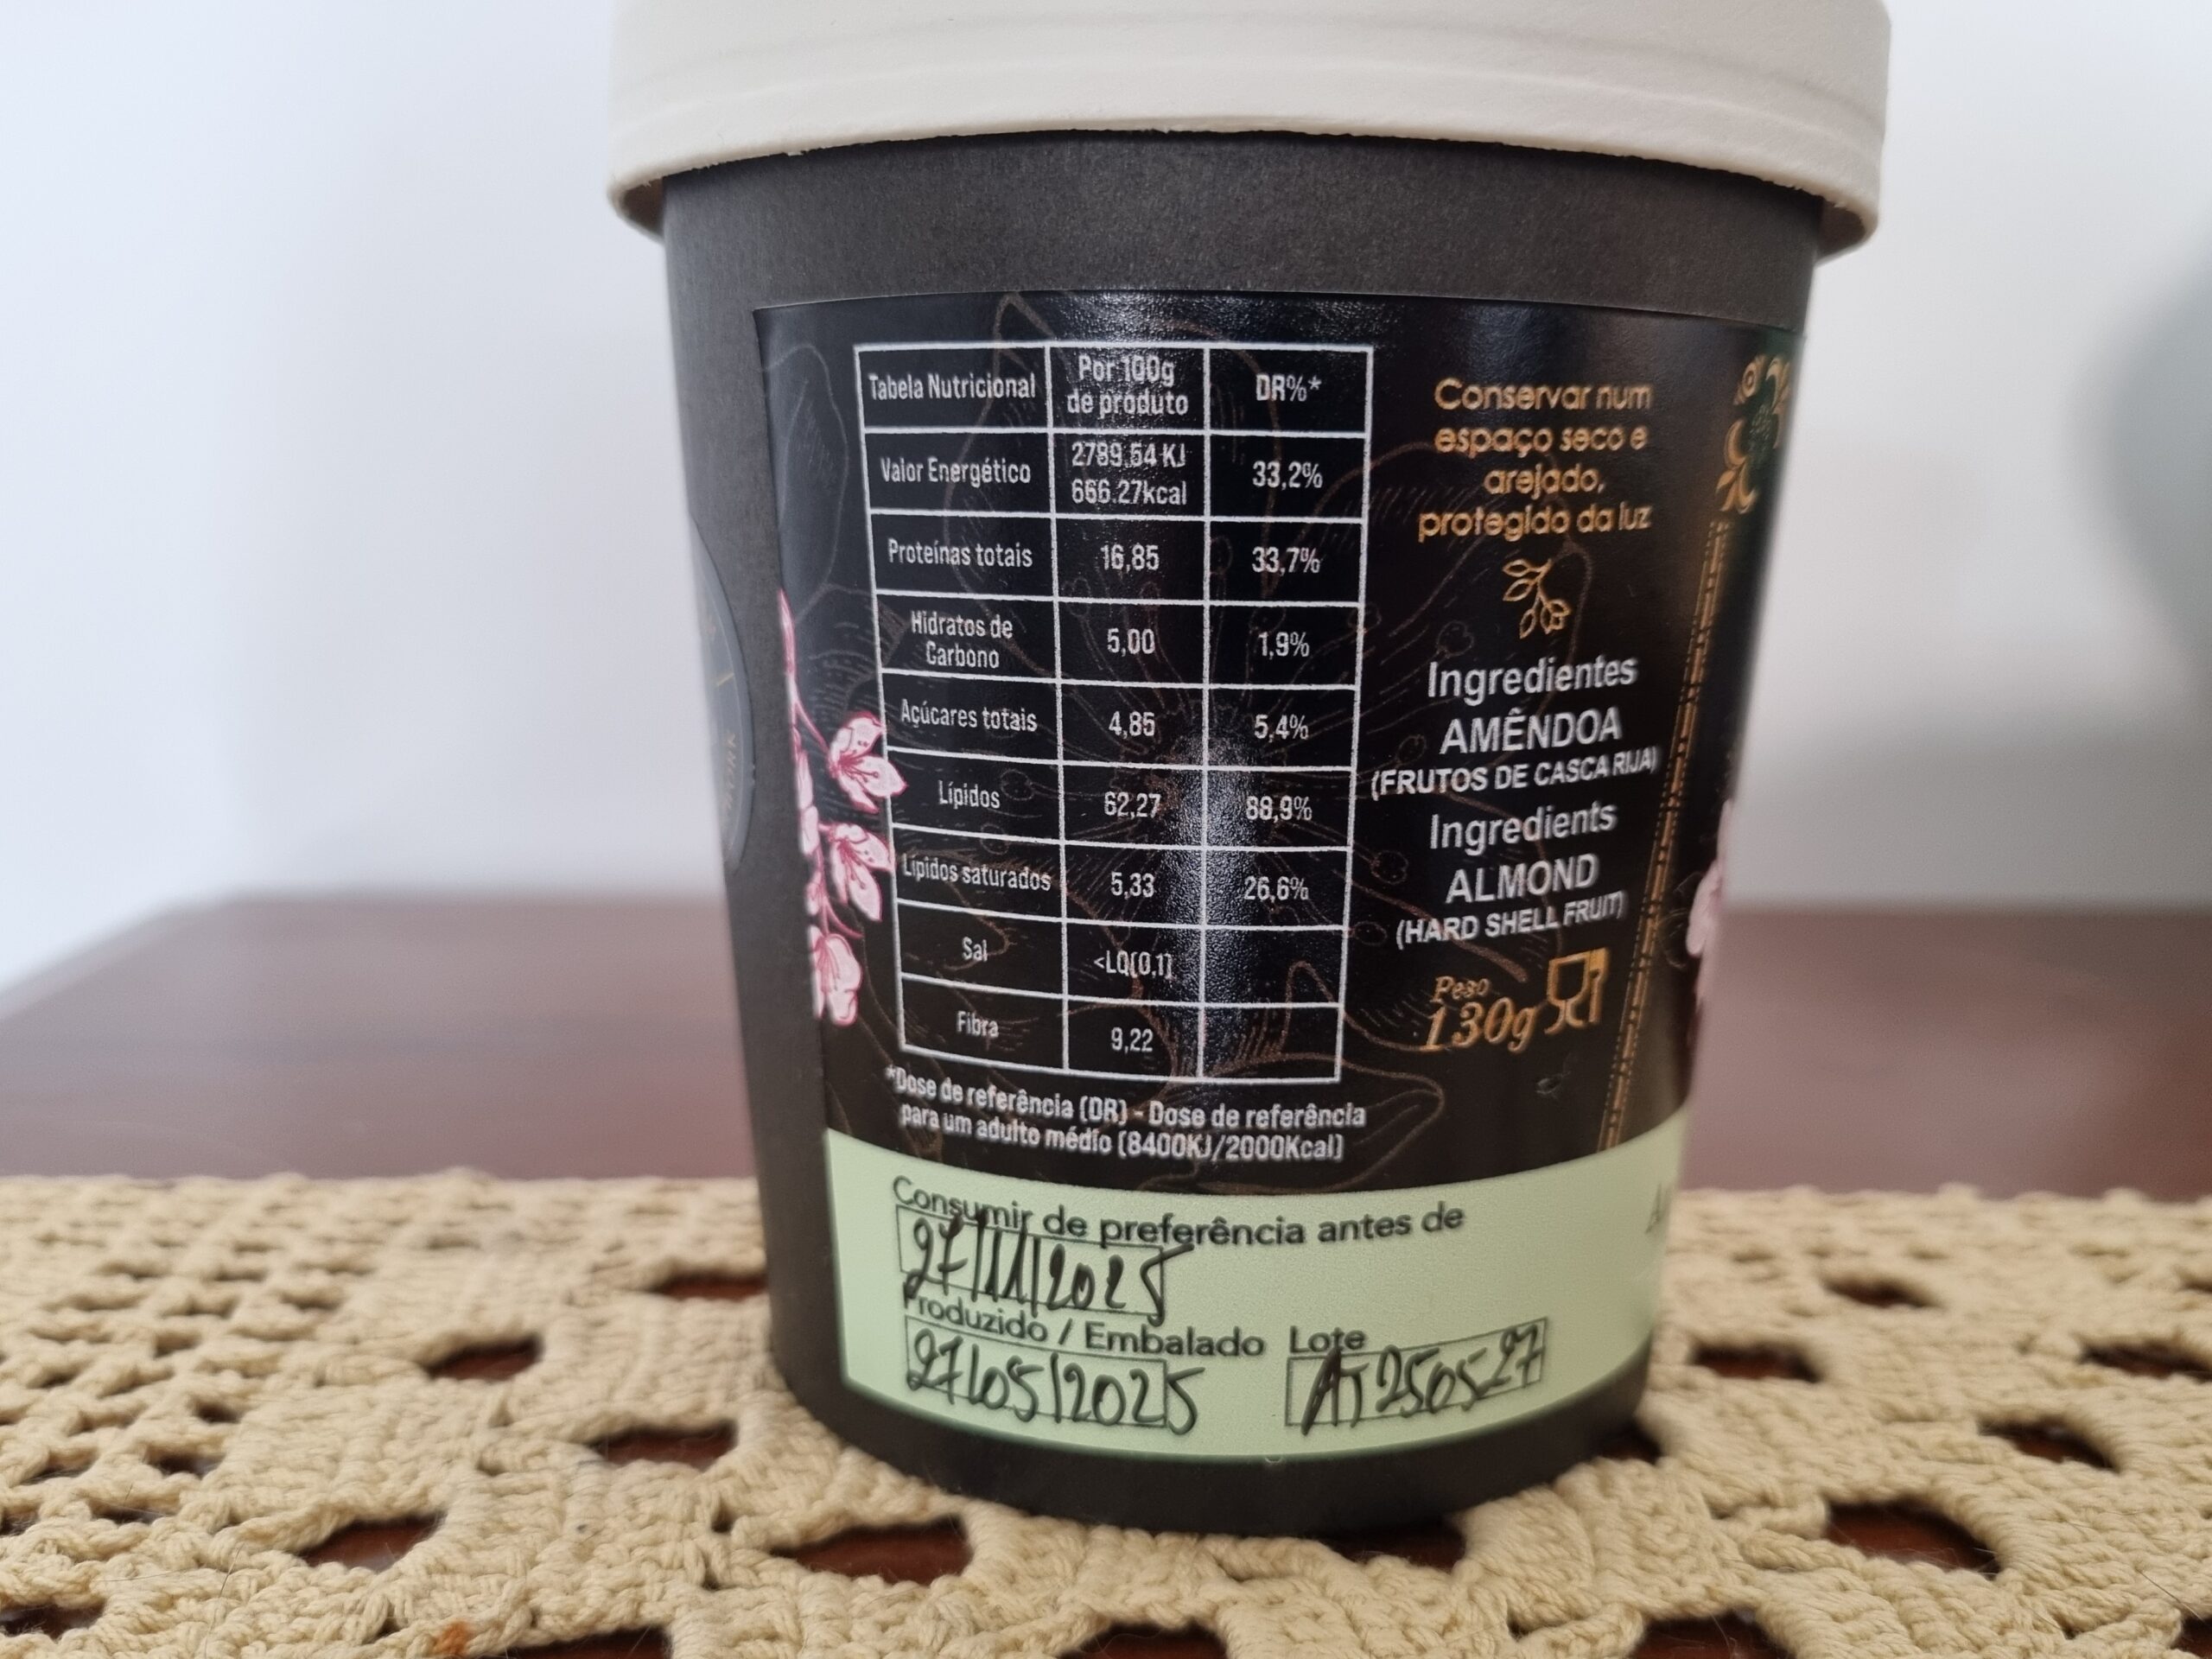 Tabela Nutricional Por 100g de produto DR%*
Valor Energético 2789.54 KJ 666.27kcal 33,2%
Proteínas totais 16,85 33,7%
Hidratos de Carbono 5,00 1,9%
Açúcares totais 4,85 5,4%
Lípidos 62,27 88,9%
Lípidos saturados 5,33 26,6%
Sal <LQ(0,1)
Fibra 9,22
*Dose de referência (DR) - Dose de referência
para um adulto médio (8400KJ/2000Kcal)
Conservar num
espaço seco e
arejado,
protegido da luz
Ingredientes
AMÊNDOA
(FRUTOS DE CASCA RIJA)
Ingredients
ALMOND
(HARD SHELL FRUIT)
Peso
130g
Consumir de preferência antes de
27/11/2025
Produzido / Embalado Lote
27/05/2025 AT250527